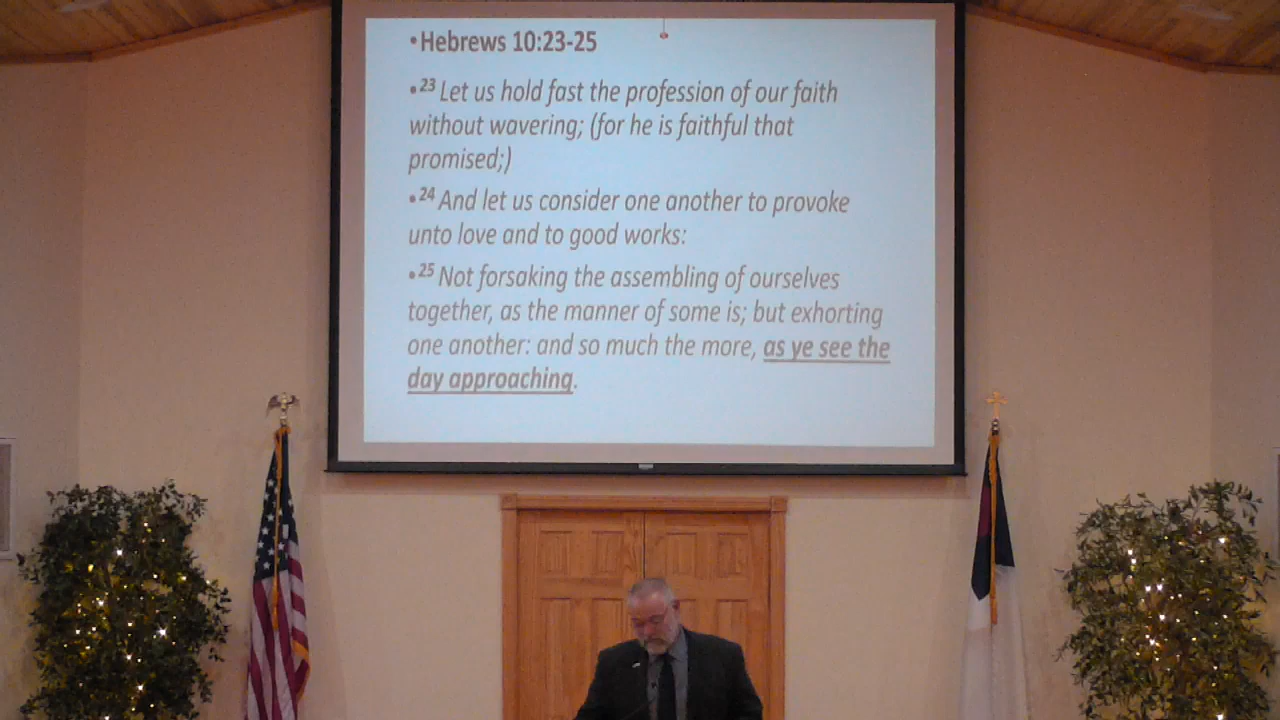 •Hebrews 10:23-25
•23 Let us hold fast the profession of our faith
without wavering; (for he is faithful that
promised;)
•24 And let us consider one another to provoke
unto love and to good works:
•25 Not forsaking the assembling of ourselves
together, as the manner of some is; but exhorting
one another: and so much the more, as ye see the
day approaching.